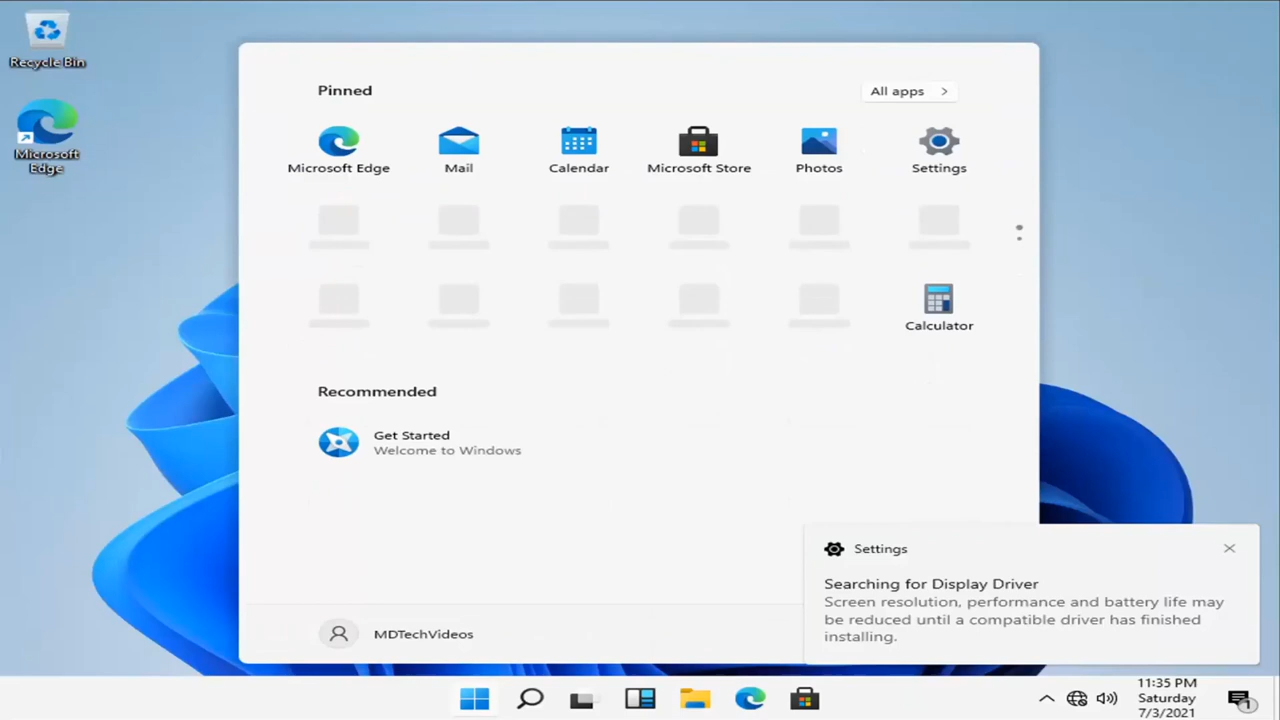 Recycle Bin
Microsoft
Edge
Pinned
All apps
Microsoft Edge
Mail
Calendar
Microsoft Store
Photos
Settings
Calculator
Recommended
Get Started
Welcome to Windows
MDTechVideos
Settings
Searching for Display Driver
Screen resolution, performance and battery life may
be reduced until a compatible driver has finished
installing.
11:35 PM
Saturday
7/3/2021
1